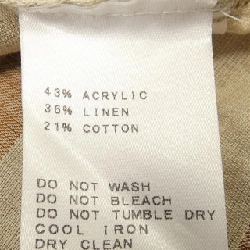 43% ACRYLIC
36% LINEN
21% COTTON
DO NOT WASH
DO NOT BLEACH
DO NOT TUMBLE DRY
COOL IRON
DRY CLEAN